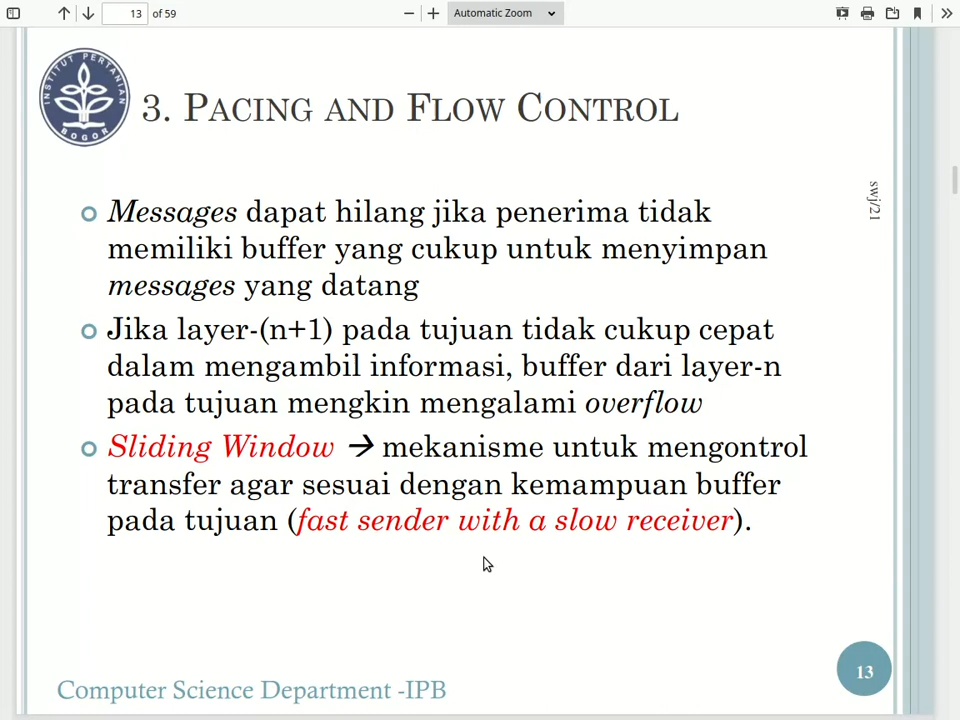 13 of 59
Automatic Zoom
INSTITUT PERTANIAN
BOGOR
3. PACING AND FLOW CONTROL
swj/21
Messages dapat hilang jika penerima tidak
memiliki buffer yang cukup untuk menyimpan
messages yang datang
Jika layer-(n+1) pada tujuan tidak cukup cepat
dalam mengambil informasi, buffer dari layer-n
pada tujuan mengkin mengalami overflow
Sliding Window → mekanisme untuk mengontrol
transfer agar sesuai dengan kemampuan buffer
pada tujuan (fast sender with a slow receiver).
13
Computer Science Department -IPB